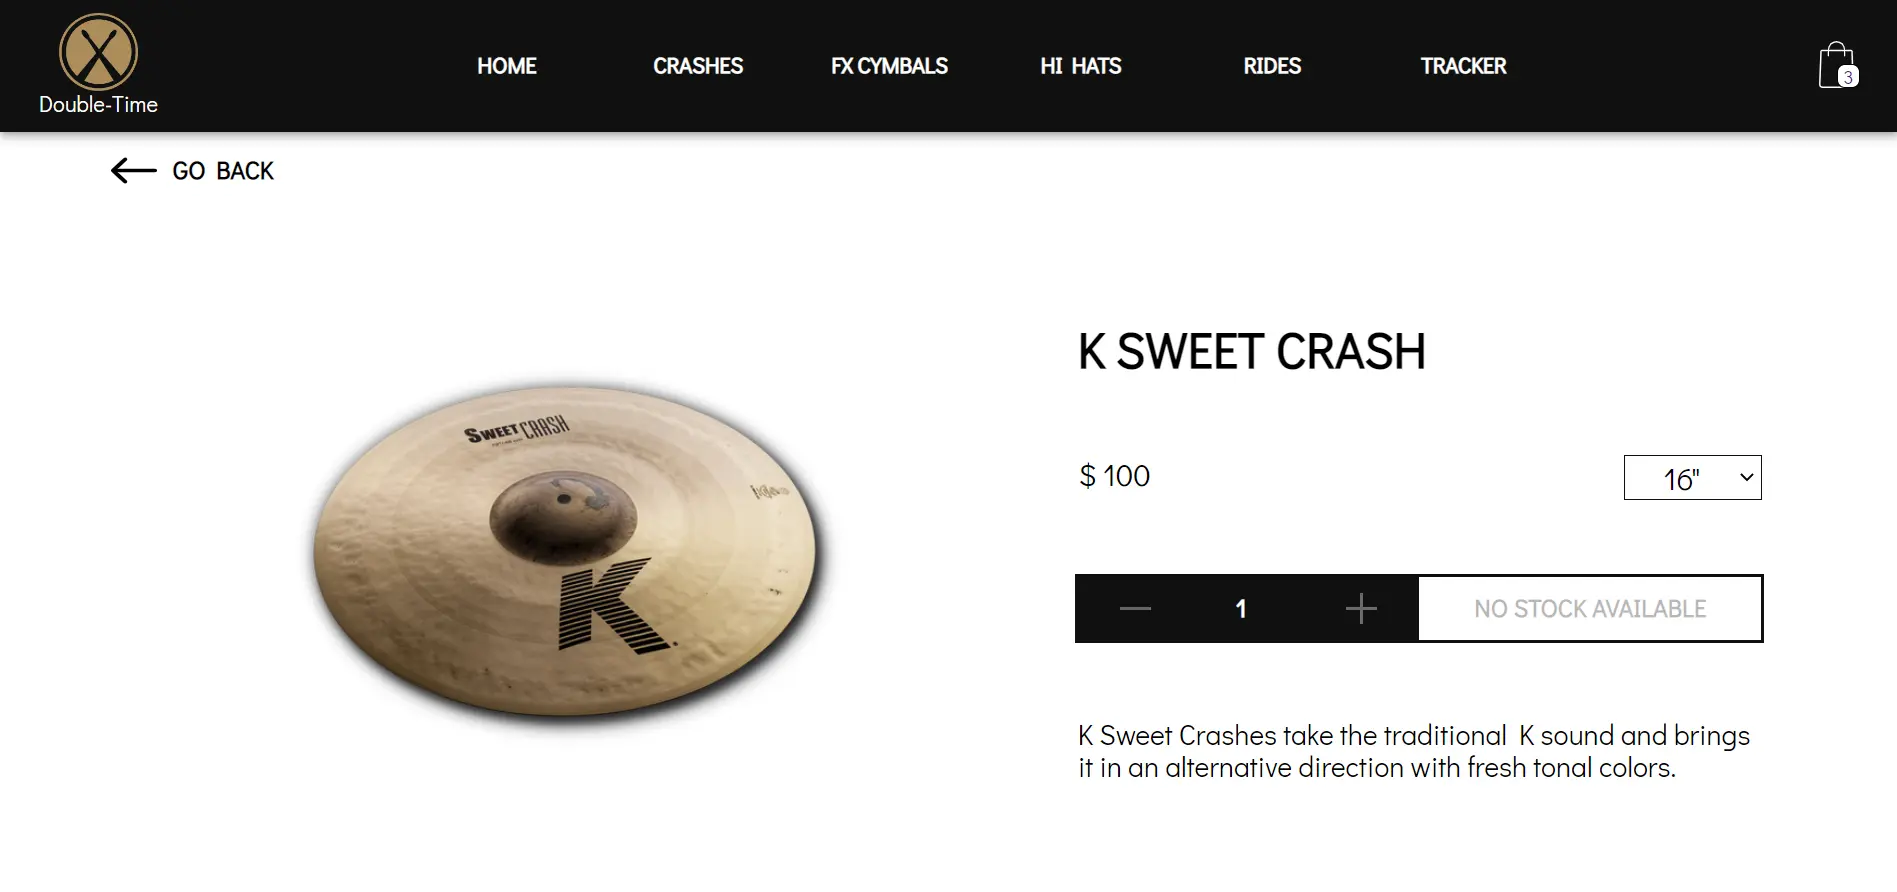 Double-Time
HOME
CRASHES
FX CYMBALS
HI HATS
RIDES
TRACKER
3
GO BACK
K SWEET CRASH
$ 100
16"
1
NO STOCK AVAILABLE
K Sweet Crashes take the traditional K sound and brings
it in an alternative direction with fresh tonal colors.
SWEET CRASH
K